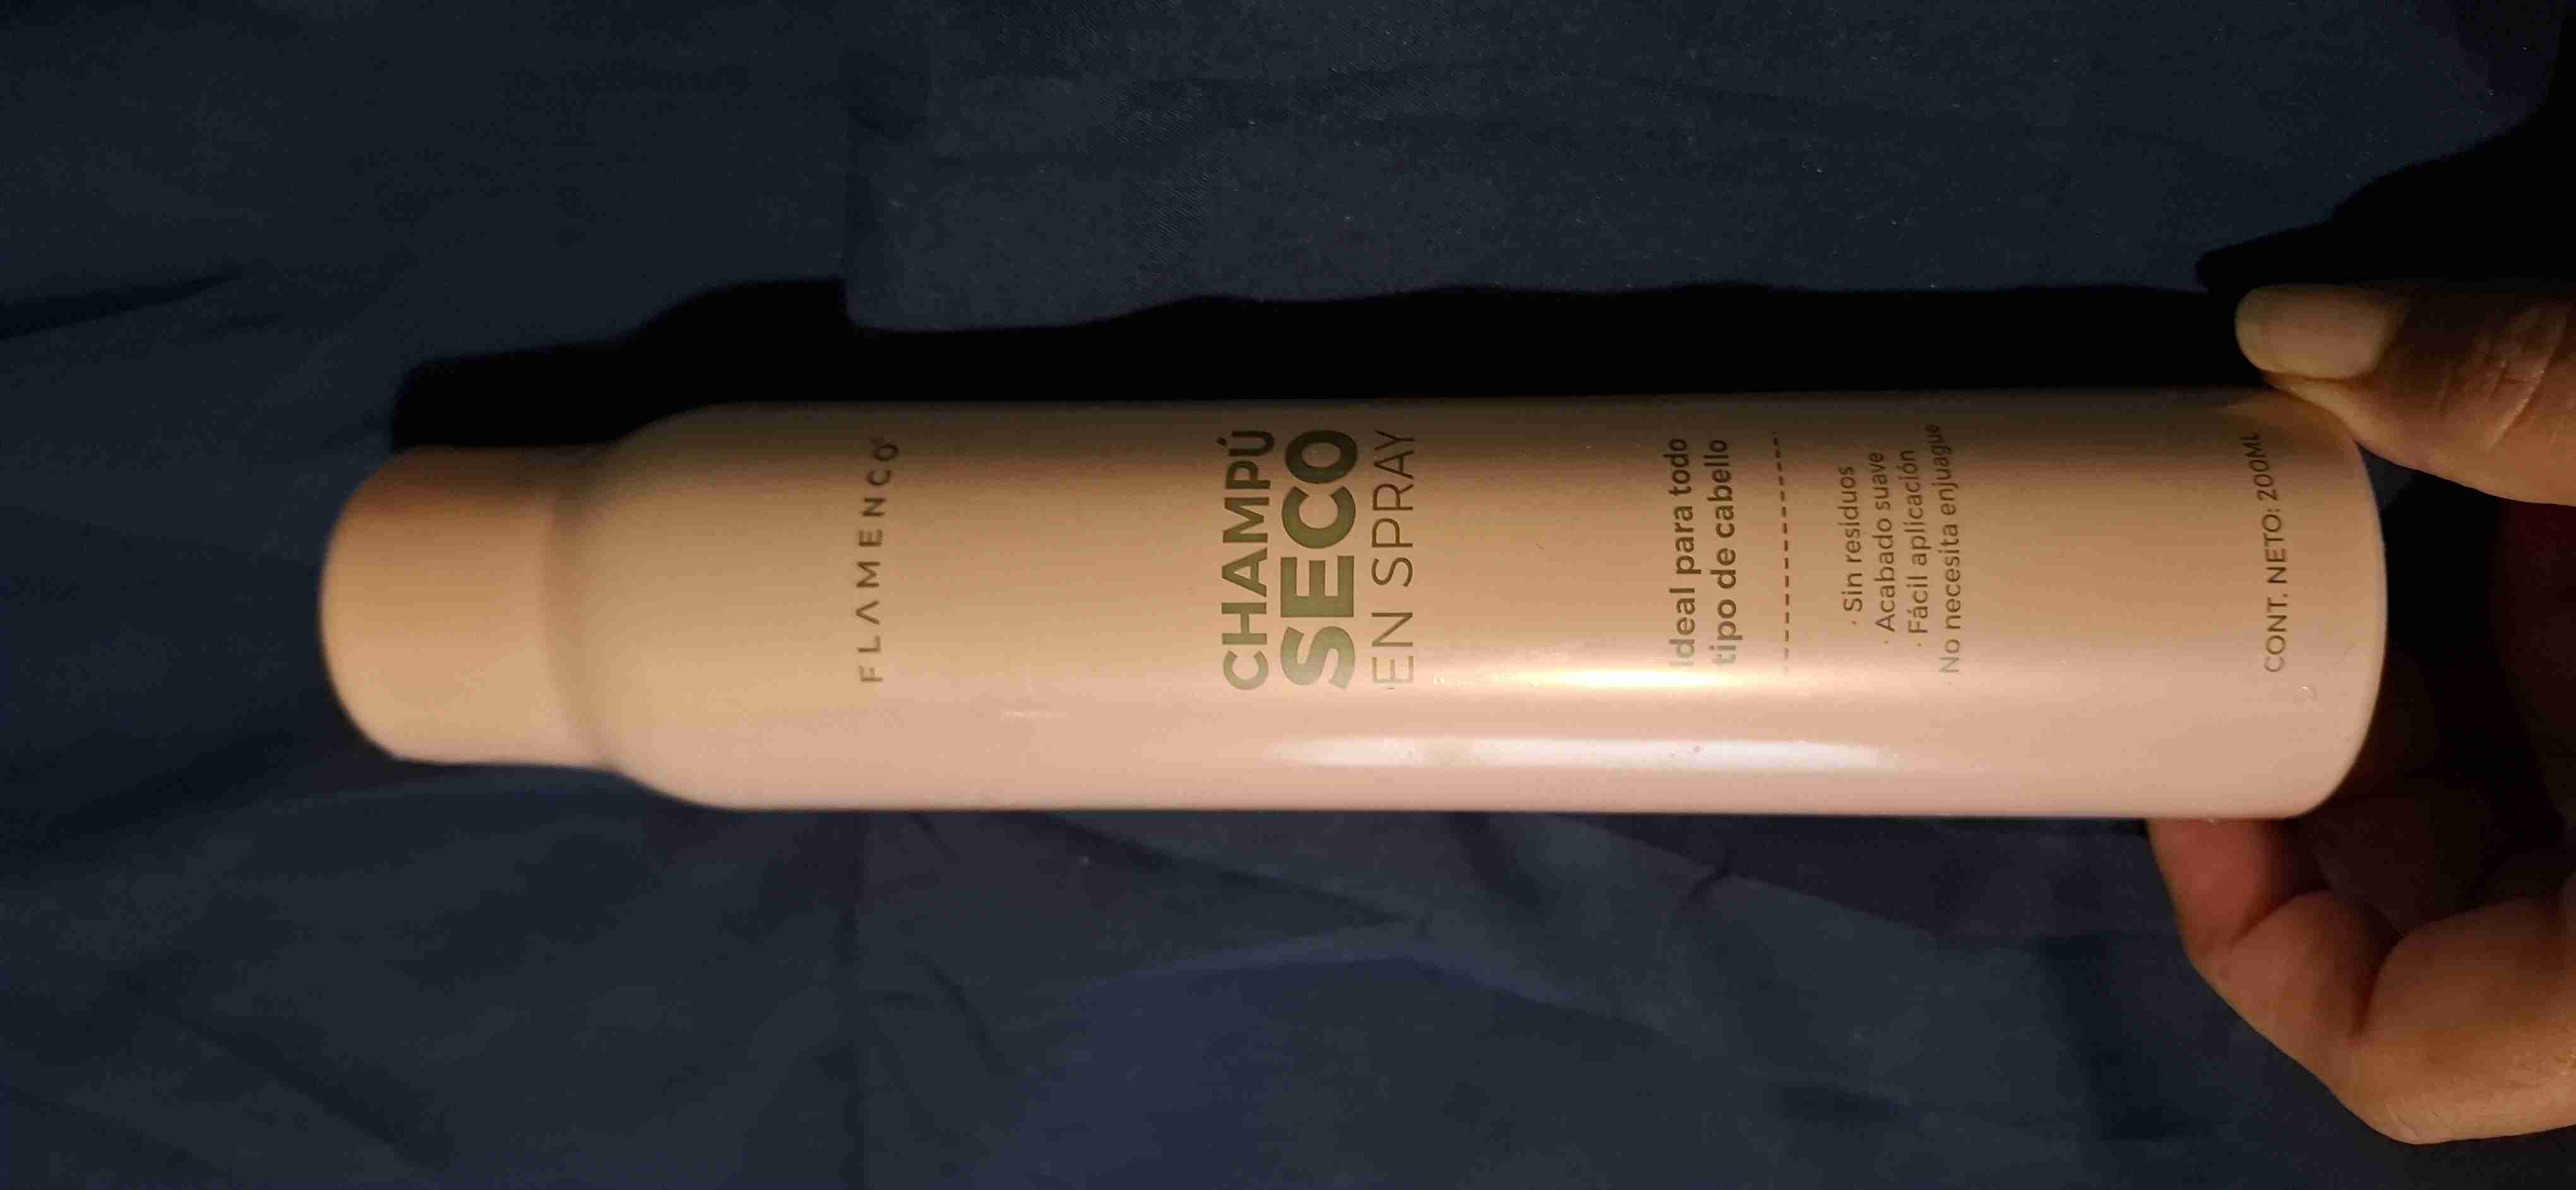 FLAMENCO
CHAMPÚ
SECO
EN SPRAY
Ideal para todo
tipo de cabello
· Sin residuos
· Acabado suave
· Fácil aplicación
· No necesita enjuague
CONT. NETO: 200ML